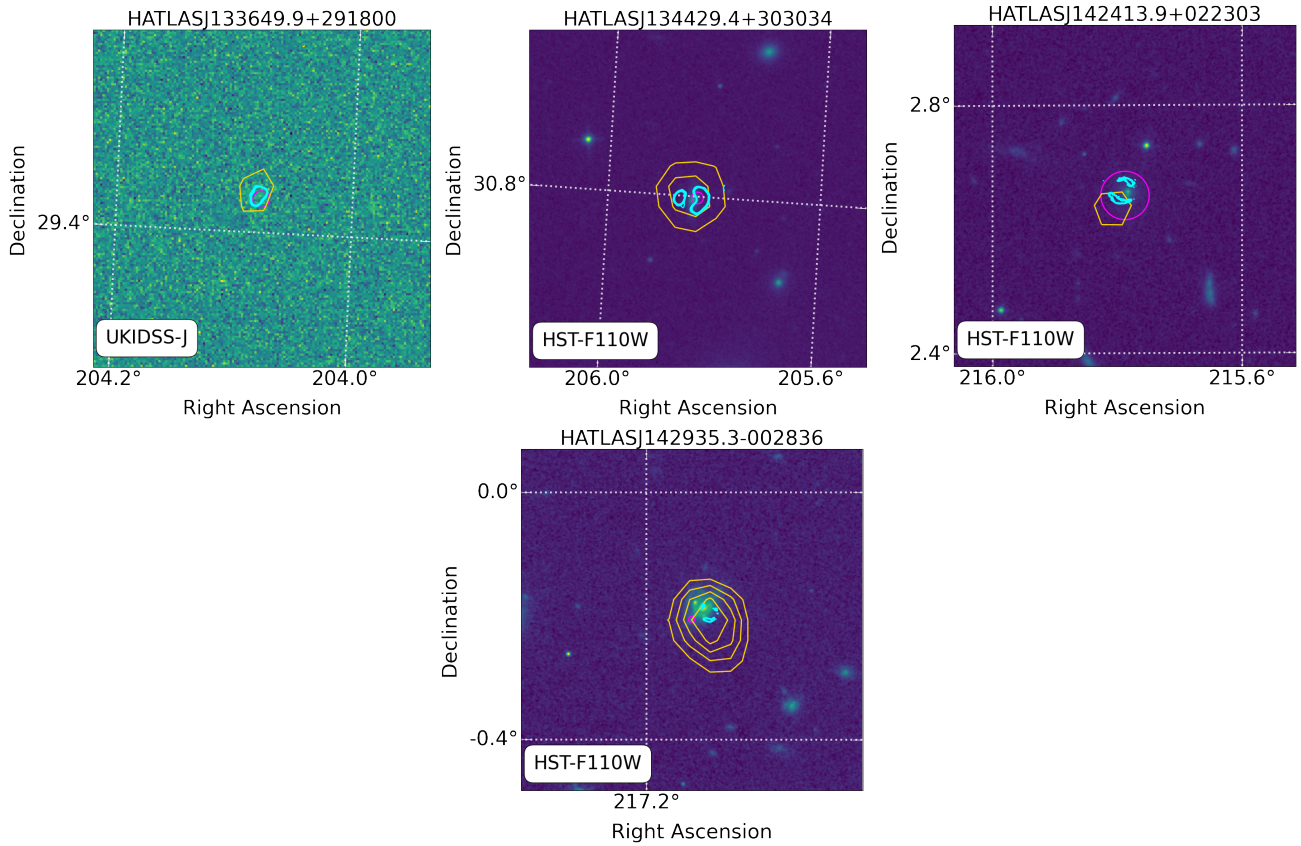 HATLASJ133649.9+291800
Declination
29.4°
UKIDSS-J
204.2°
204.0°
Right Ascension
HATLASJ134429.4+303034
Declination
30.8°
HST-F110W
206.0°
205.6°
Right Ascension
HATLASJ142413.9+022303
Declination
2.8°
2.4°
HST-F110W
216.0°
215.6°
Right Ascension
HATLASJ142935.3-002836
Declination
0.0°
-0.4°
HST-F110W
217.2°
Right Ascension